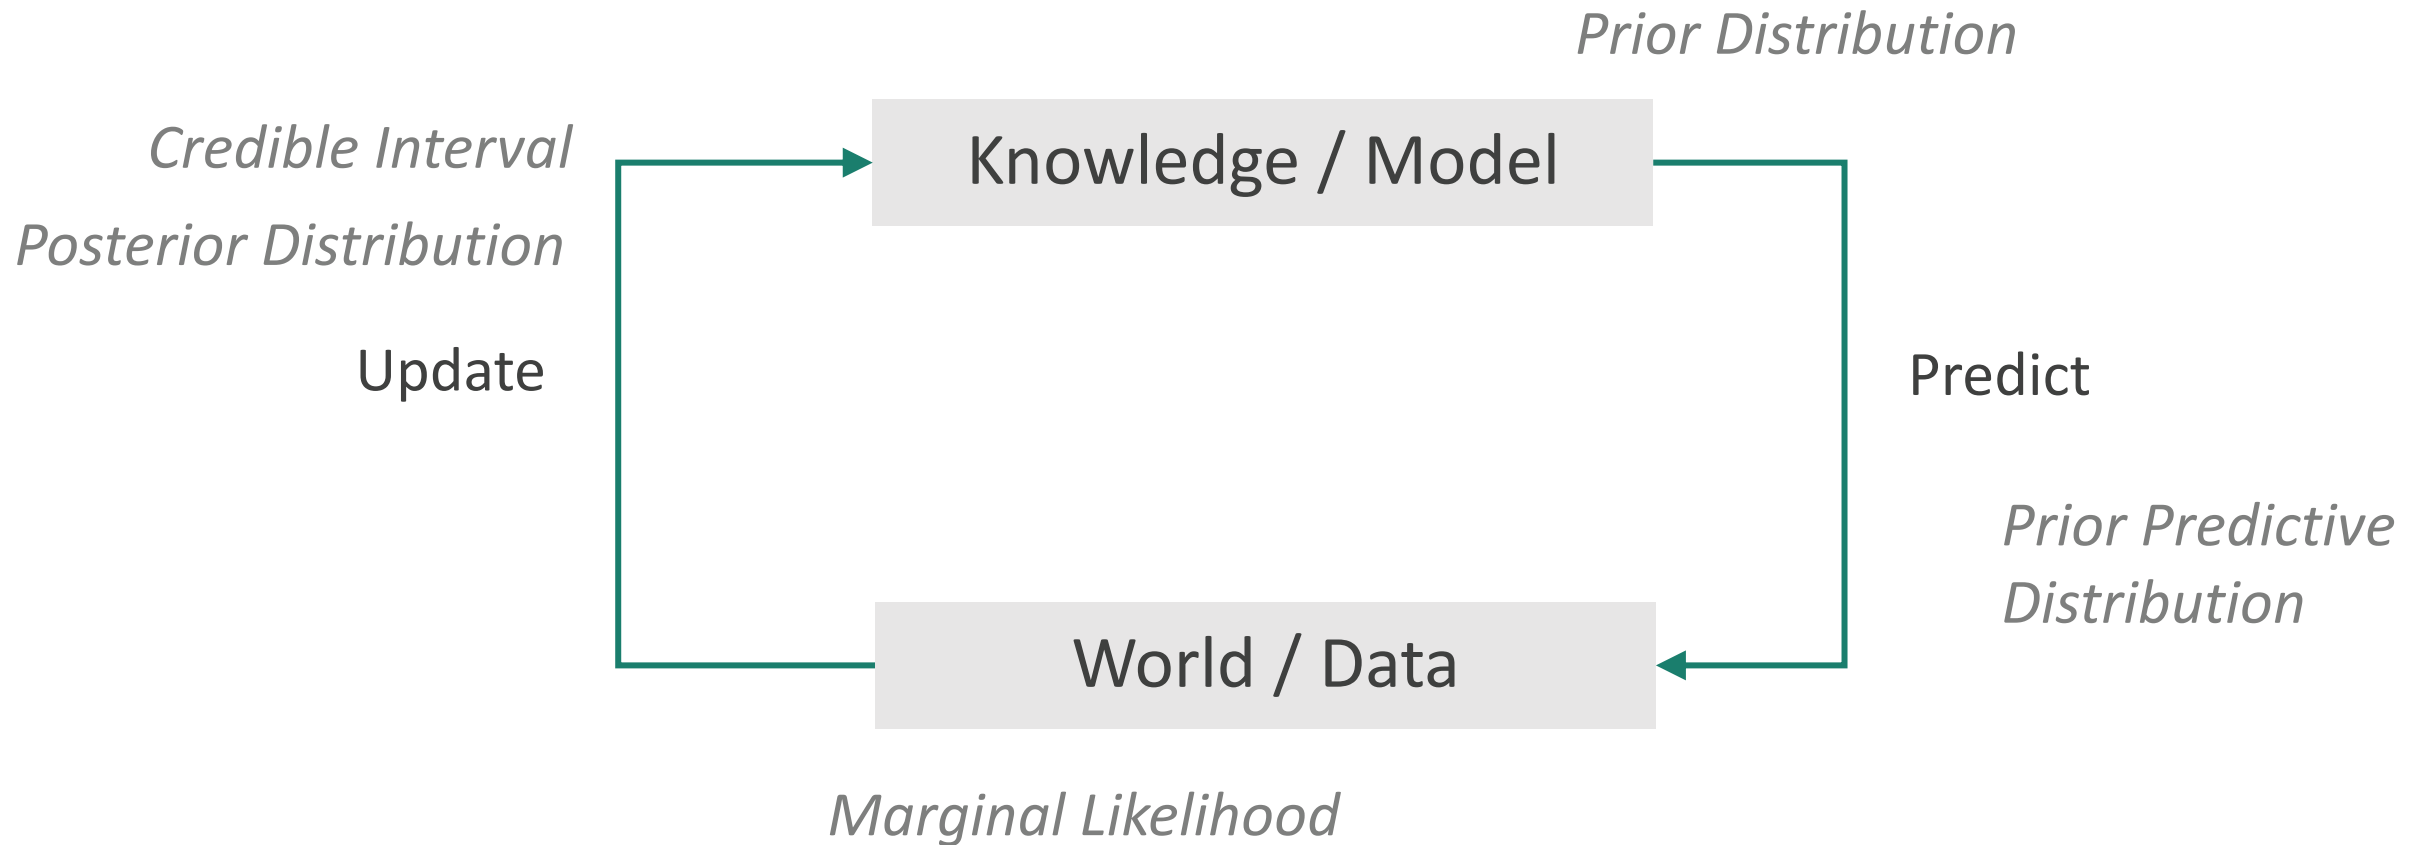 Prior Distribution
Credible Interval
Knowledge / Model
Posterior Distribution
Update
Predict
Prior Predictive
Distribution
World / Data
Marginal Likelihood